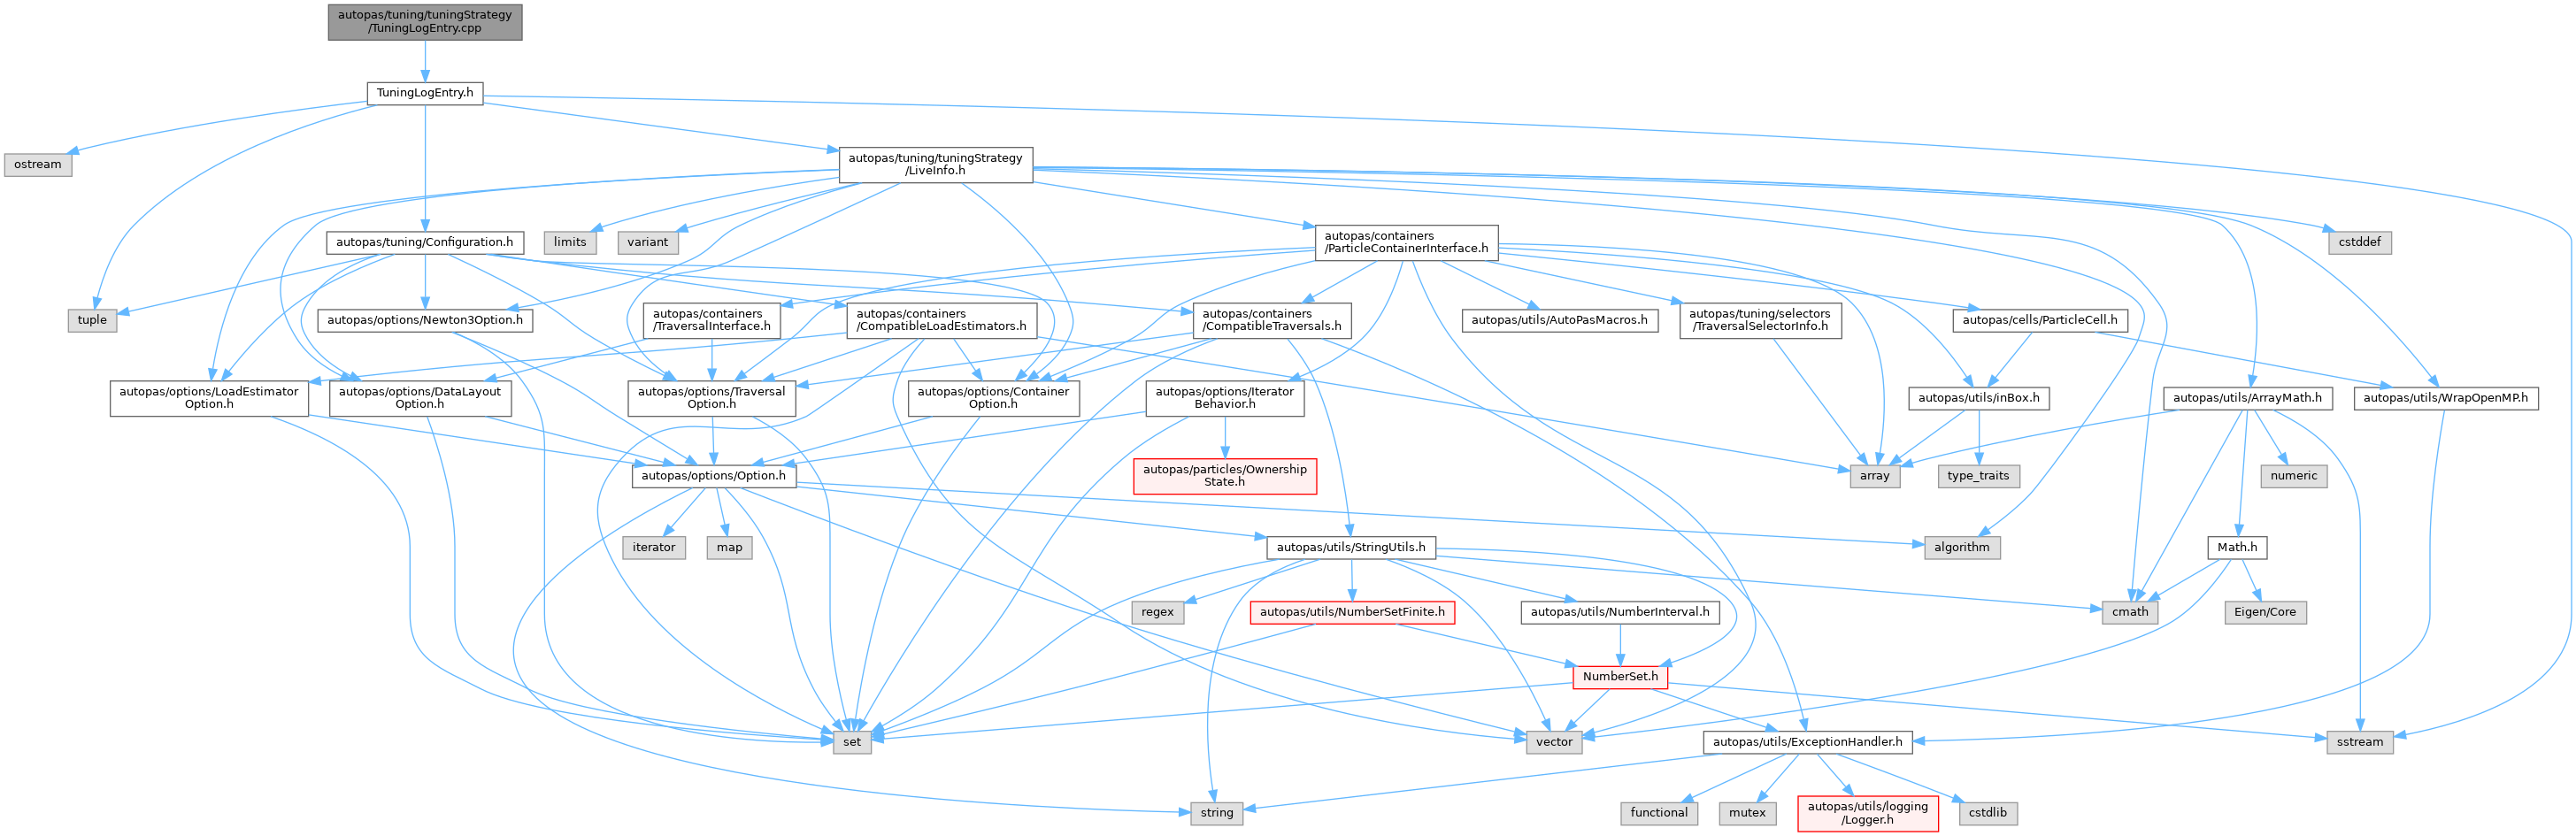 autopas/tuning/tuningStrategy
/TuningLogEntry.cpp
TuningLogEntry.h
ostream
autopas/tuning/tuningStrategy
/LiveInfo.h
autopas/tuning/Configuration.h
limits
variant
autopas/containers
/ParticleContainerInterface.h
cstddef
tuple
autopas/options/Newton3Option.h
autopas/containers
/TraversalInterface.h
autopas/containers
/CompatibleLoadEstimators.h
autopas/containers
/CompatibleTraversals.h
autopas/utils/AutoPasMacros.h
autopas/tuning/selectors
/TraversalSelectorInfo.h
autopas/cells/ParticleCell.h
autopas/options/LoadEstimator
Option.h
autopas/options/DataLayout
Option.h
autopas/options/Traversal
Option.h
autopas/options/Container
Option.h
autopas/options/Iterator
Behavior.h
autopas/utils/inBox.h
autopas/utils/ArrayMath.h
autopas/utils/WrapOpenMP.h
autopas/options/Option.h
autopas/particles/Ownership
State.h
array
type_traits
numeric
iterator
map
autopas/utils/StringUtils.h
algorithm
Math.h
regex
autopas/utils/NumberSetFinite.h
autopas/utils/NumberInterval.h
cmath
Eigen/Core
NumberSet.h
set
vector
autopas/utils/ExceptionHandler.h
sstream
string
functional
mutex
autopas/utils/logging
/Logger.h
cstdlib